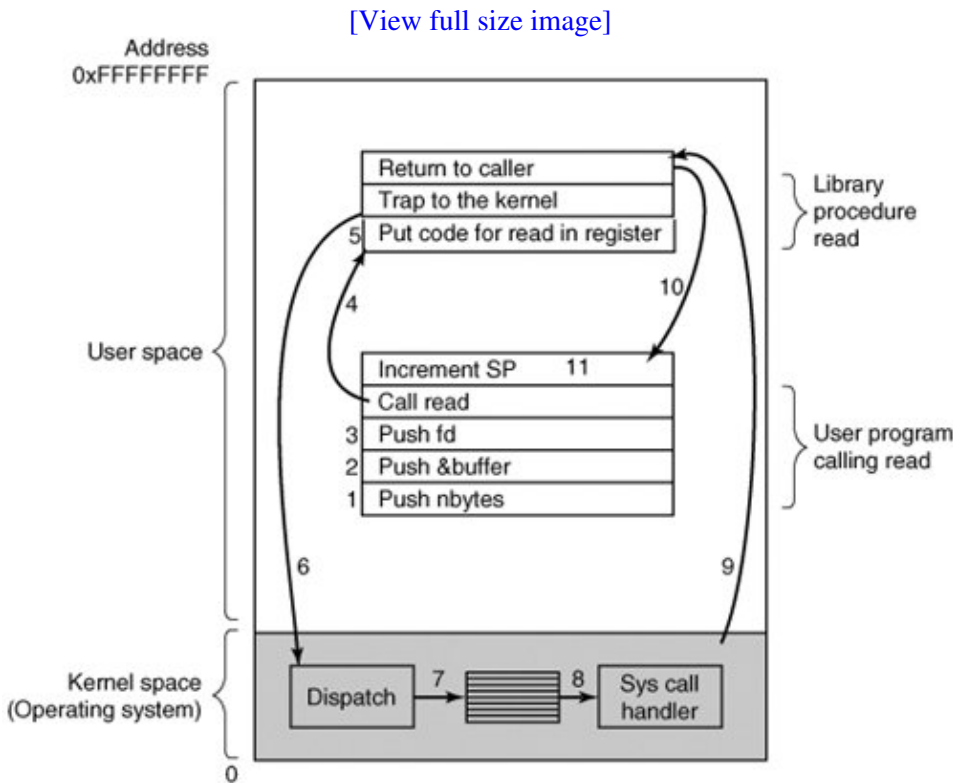 [View full size image]
Address
0xFFFFFFFF
Return to caller
Trap to the kernel
5 Put code for read in register
Library
procedure
read
4
10
User space
Increment SP 11
Call read
3 Push fd
2 Push &buffer
1 Push nbytes
User program
calling read
6
9
Kernel space
(Operating system)
Dispatch
7
8
Sys call
handler
0